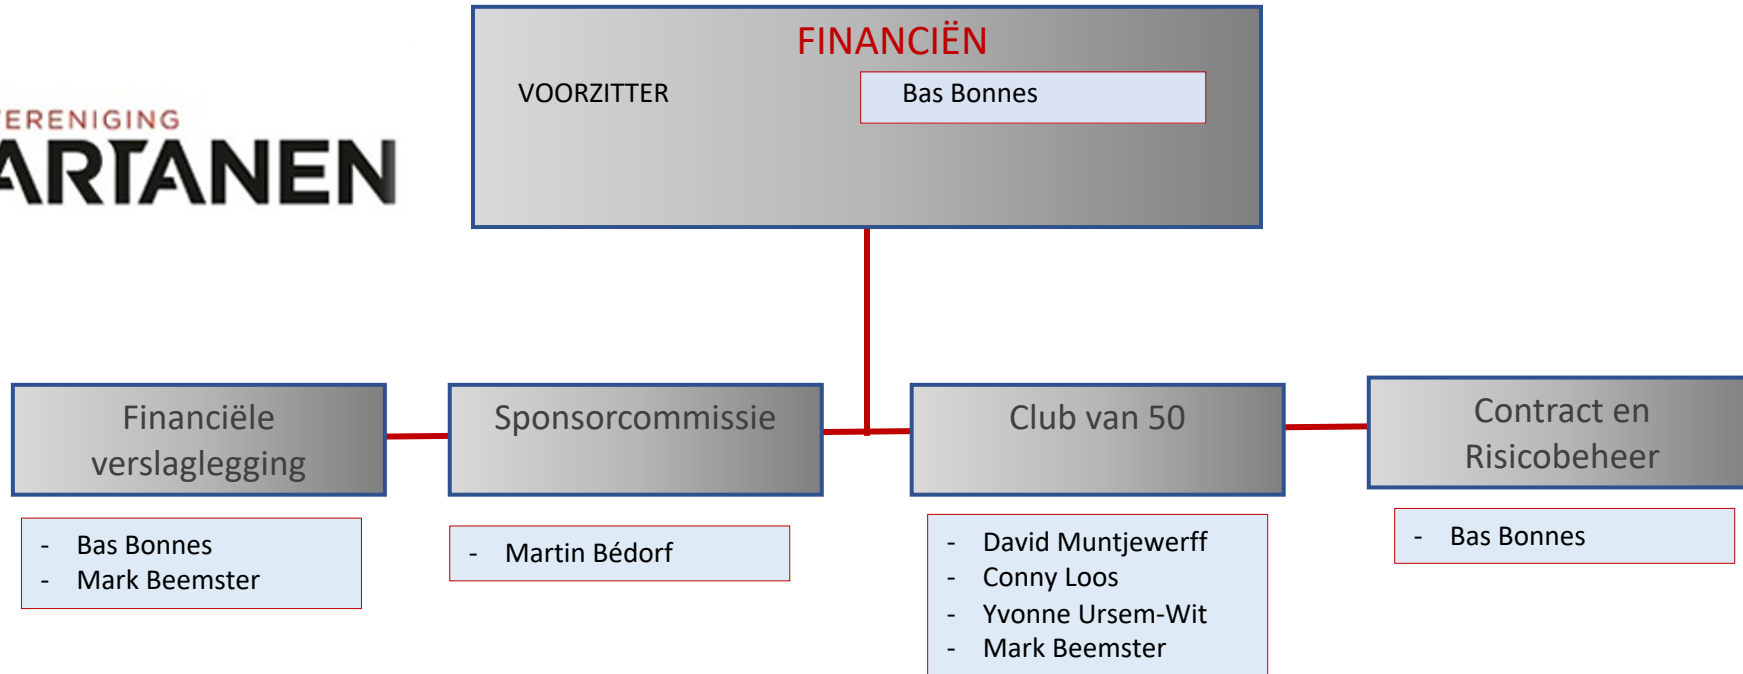 FINANCIËN
VOORZITTER Bas Bonnes
VERENIGING
ARTANEN
Financiële
verslaglegging
- Bas Bonnes
- Mark Beemster
Sponsorcommissie
- Martin Bédorf
Club van 50
- David Muntjewerff
- Conny Loos
- Yvonne Ursem-Wit
- Mark Beemster
Contract en
Risicobeheer
- Bas Bonnes